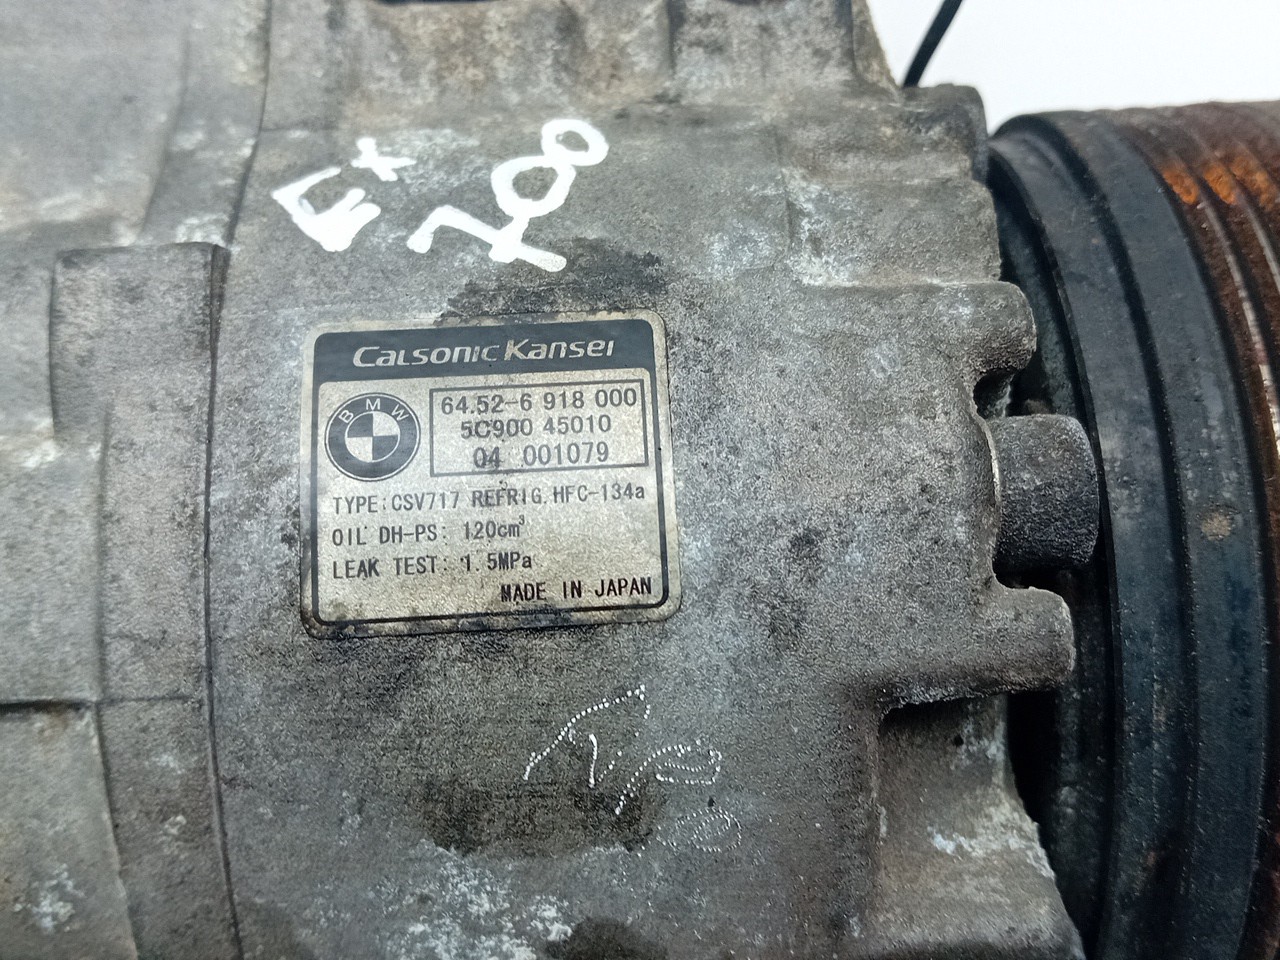 Ex
700
CALSONIC KANSEI
BMW
64.52-6 918 000
5C900 45010
04 001079
TYPE:CSV717 REFRIG.HFC-134a
OIL DH-PS: 120cm³
LEAK TEST: 1.5MPa
MADE IN JAPAN